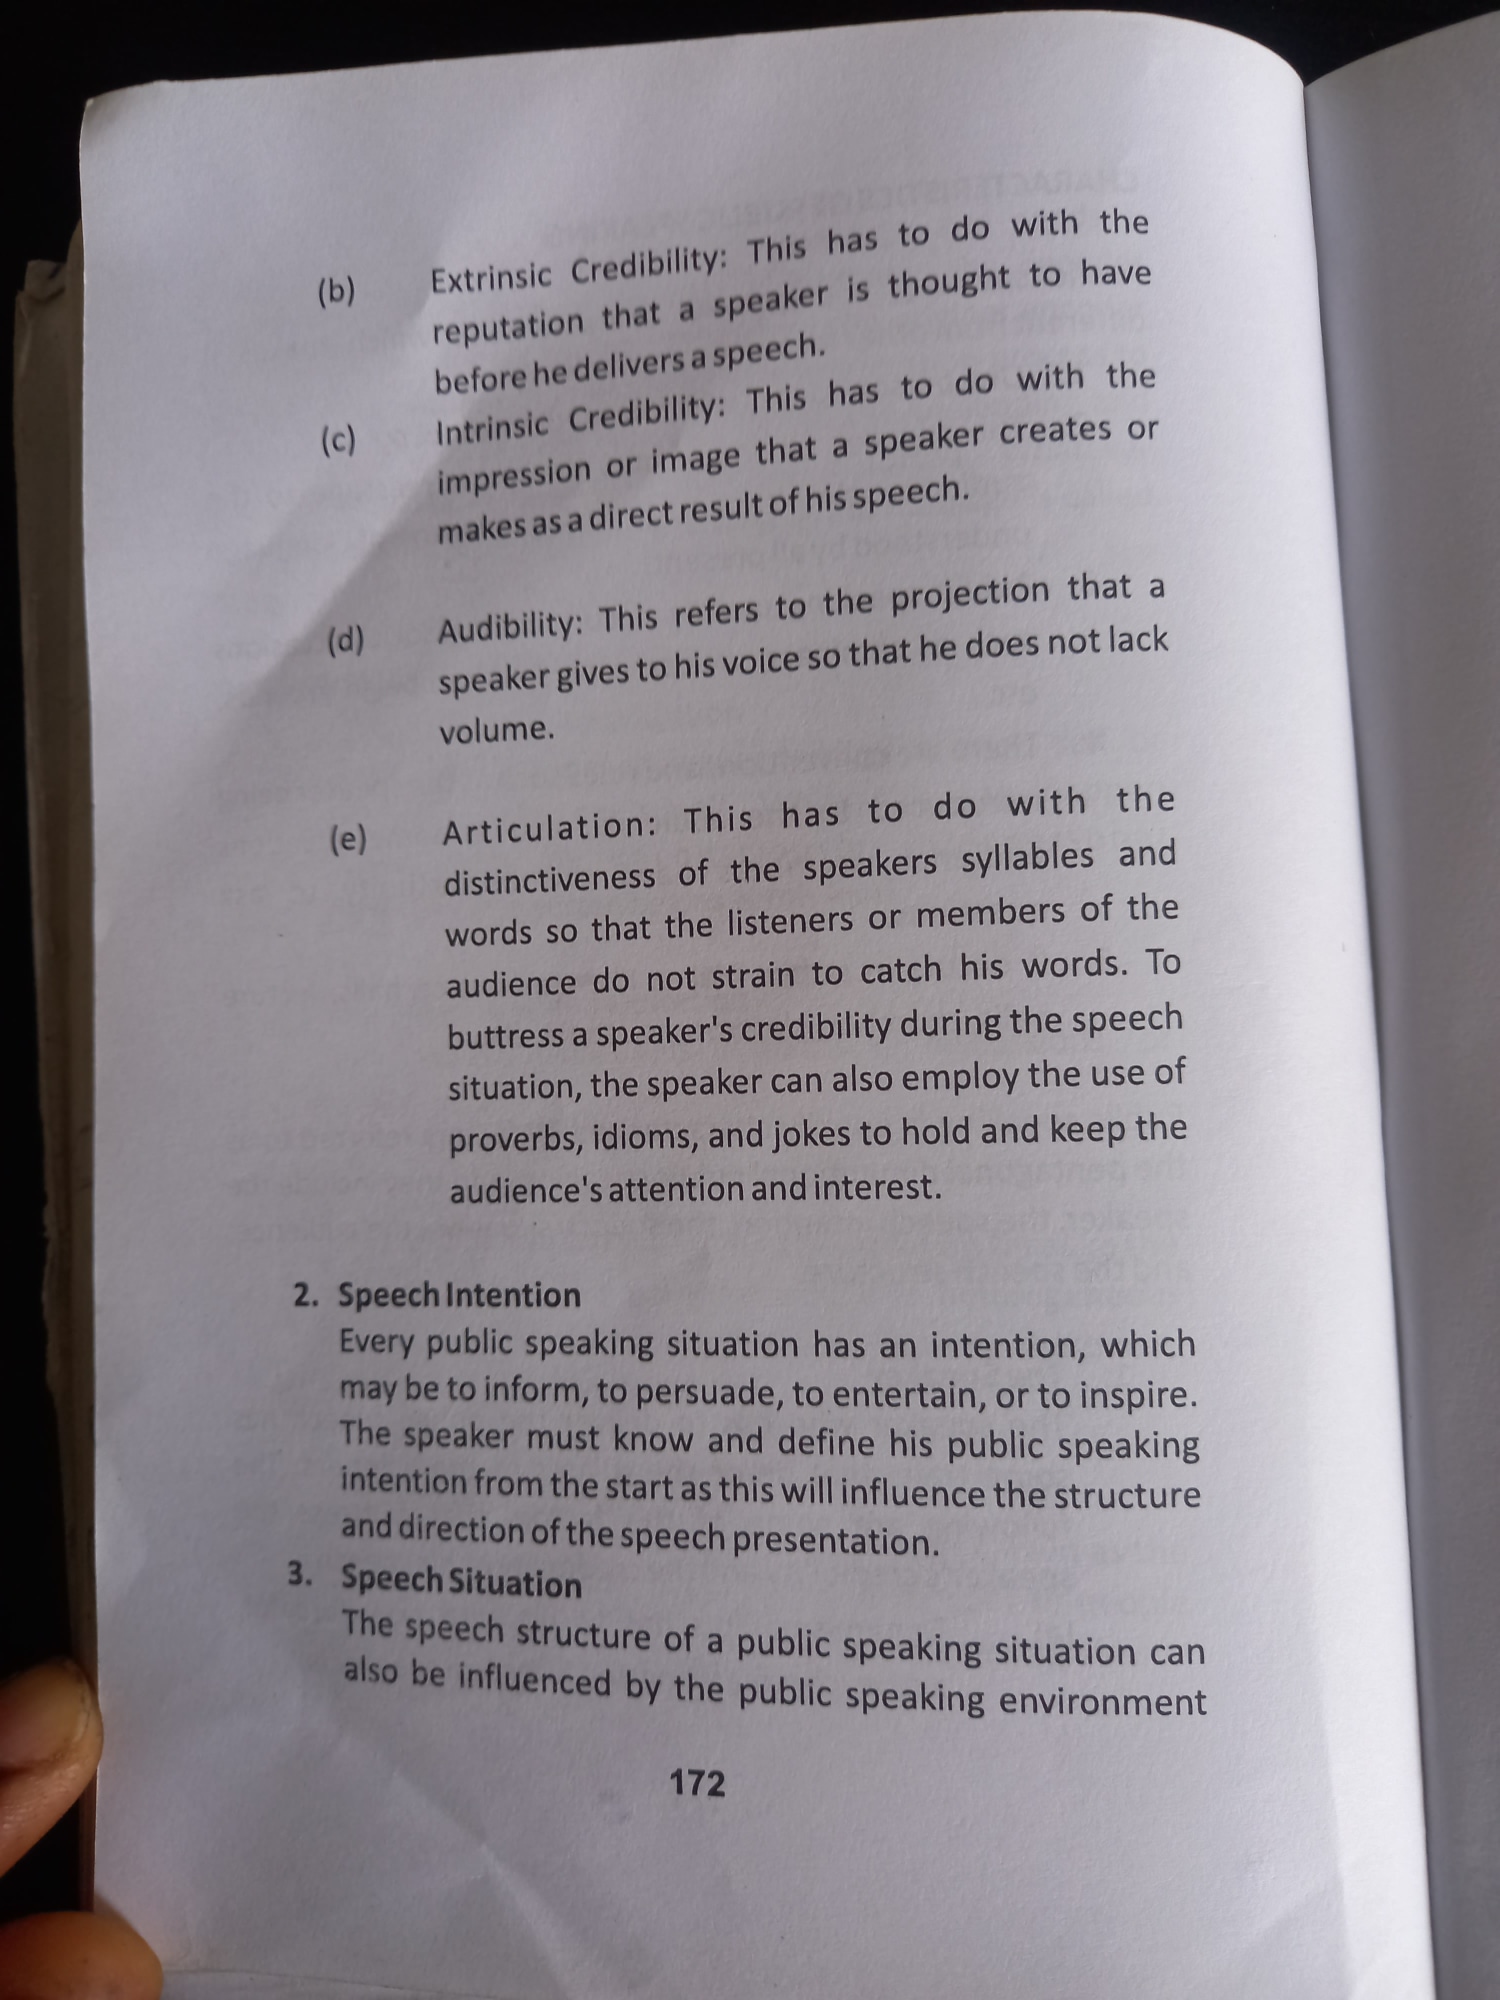 (b) Extrinsic Credibility: This has to do with the
reputation that a speaker is thought to have
before he delivers a speech.
(c) Intrinsic Credibility: This has to do with the
impression or image that a speaker creates or
makes as a direct result of his speech.
(d) Audibility: This refers to the projection that a
speaker gives to his voice so that he does not lack
volume.
(e) Articulation: This has to do with the
distinctiveness of the speakers syllables and
words so that the listeners or members of the
audience do not strain to catch his words. To
buttress a speaker's credibility during the speech
situation, the speaker can also employ the use of
proverbs, idioms, and jokes to hold and keep the
audience's attention and interest.
2. Speech Intention
Every public speaking situation has an intention, which
may be to inform, to persuade, to entertain, or to inspire.
The speaker must know and define his public speaking
intention from the start as this will influence the structure
and direction of the speech presentation.
3. Speech Situation
The speech structure of a public speaking situation can
also be influenced by the public speaking environment
172